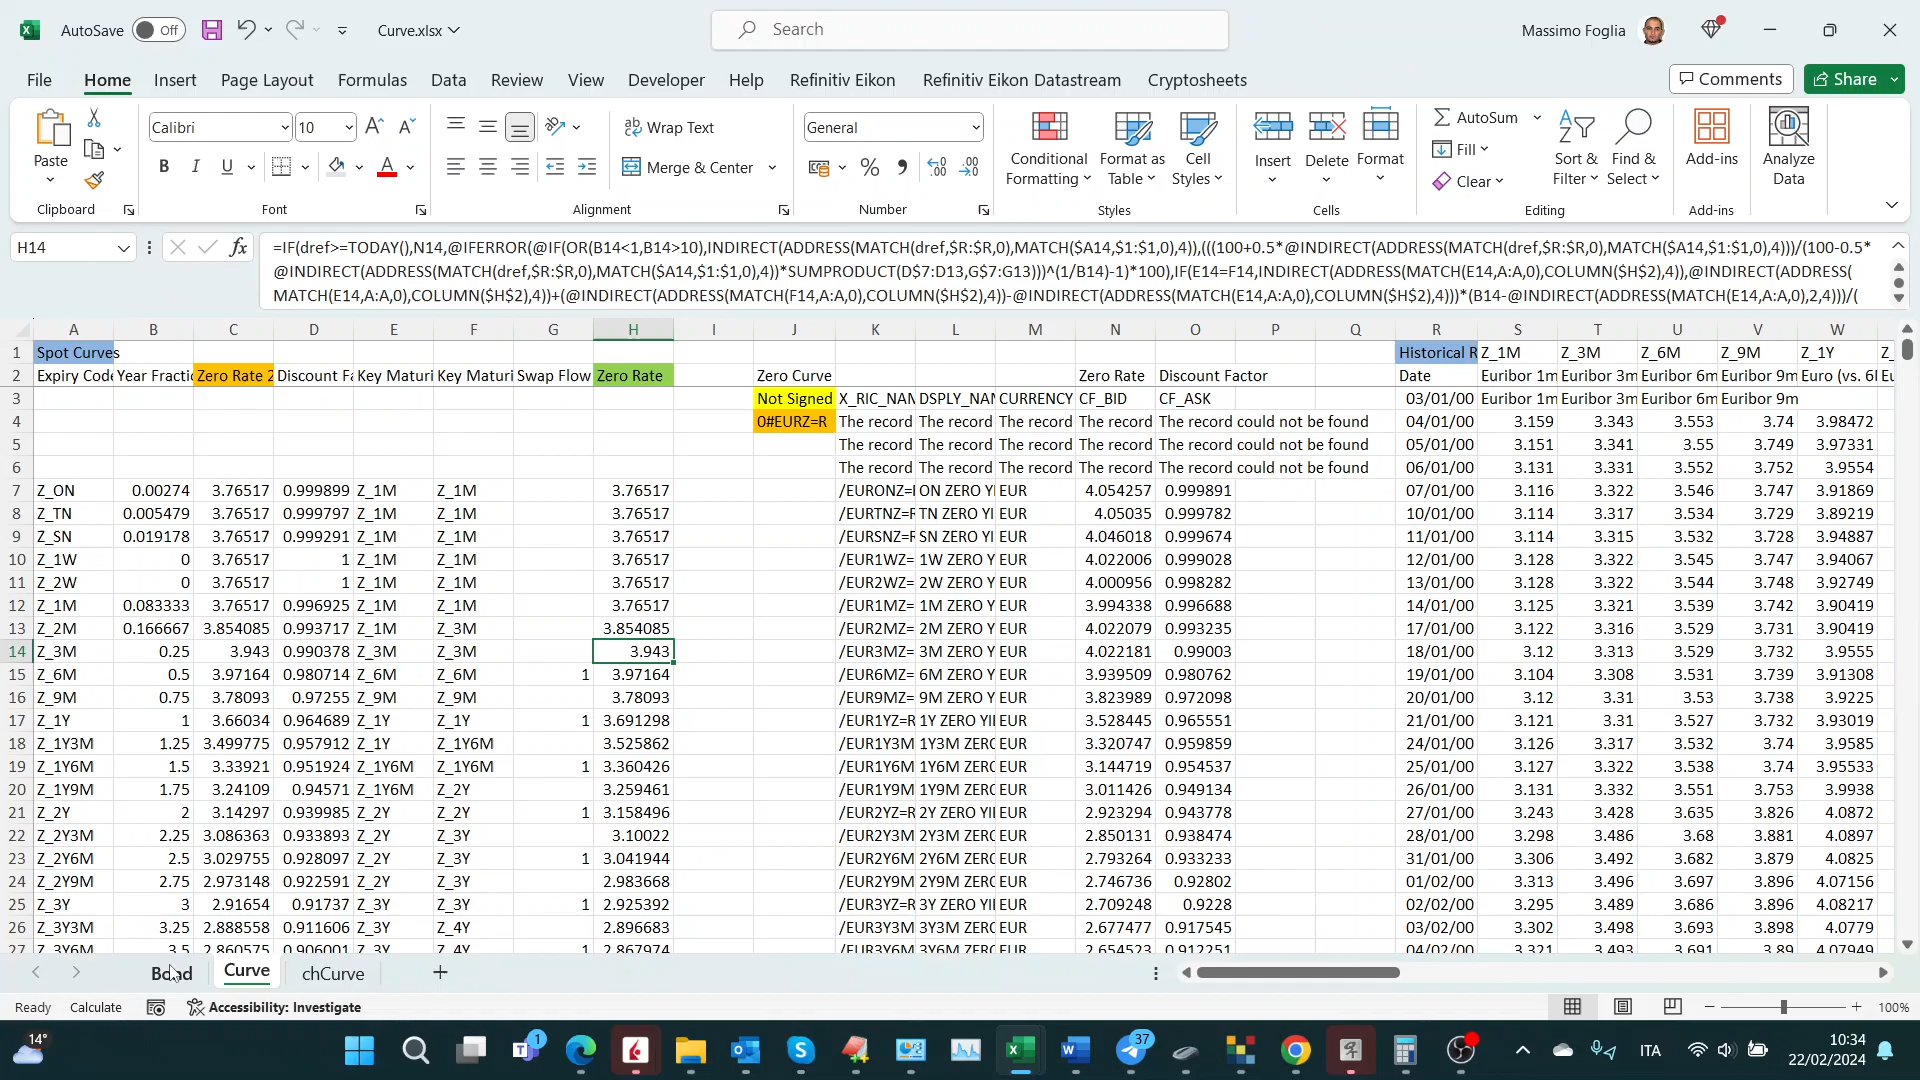 AutoSave Off Curve.xlsx Search Massimo Foglia
File Home Insert Page Layout Formulas Data Review View Developer Help Refinitiv Eikon Refinitiv Eikon Datastream Cryptosheets Comments Share
Paste Calibri 10 Wrap Text General Conditional Formatting Format as Table Cell Styles Insert Delete Format AutoSum Fill Clear Sort & Filter Find & Select Add-ins Analyze Data
B I U Merge & Center
Clipboard Font Alignment Number Styles Cells Editing Add-ins
H14 fx =IF(dref>=TODAY(),N14,@IFERROR(@IF(OR(B14<1,B14>10),INDIRECT(ADDRESS(MATCH(dref,$R:$R,0),MATCH($A14,$1:$1,0),4)),(((100+0.5*@INDIRECT(ADDRESS(MATCH(dref,$R:$R,0),MATCH($A14,$1:$1,0),4)))/(100-0.5*
@INDIRECT(ADDRESS(MATCH(dref,$R:$R,0),MATCH($A14,$1:$1,0),4))*SUMPRODUCT(D$7:D13,G$7:G13)))^(1/B14)-1)*100),IF(E14=F14,INDIRECT(ADDRESS(MATCH(E14,A:A,0),COLUMN($H$2),4)),@INDIRECT(ADDRESS(
MATCH(E14,A:A,0),COLUMN($H$2),4))+(@INDIRECT(ADDRESS(MATCH(F14,A:A,0),COLUMN($H$2),4))-@INDIRECT(ADDRESS(MATCH(E14,A:A,0),COLUMN($H$2),4)))*(B14-@INDIRECT(ADDRESS(MATCH(E14,A:A,0),2,4)))/(
A B C D E F G H I J K L M N O P Q R S T U V W
1 Spot Curves Historical R Z_1M Z_3M Z_6M Z_9M Z_1Y Z_
2 Expiry Code Year Fracti Zero Rate 2 Discount Fa Key Maturi Key Maturi Swap Flow Zero Rate Zero Curve Zero Rate Discount Factor Date Euribor 1m Euribor 3m Euribor 6m Euribor 9m Euro (vs. 6 Eu
3 Not Signed X_RIC_NAM DSPLY_NAM CURRENCY CF_BID CF_ASK 03/01/00 Euribor 1m Euribor 3m Euribor 6m Euribor 9m
4 0#EURZ=R The record The record The record The record The record could not be found 04/01/00 3.159 3.343 3.553 3.74 3.98472
5 The record The record The record The record The record could not be found 05/01/00 3.151 3.341 3.55 3.749 3.97331
6 The record The record The record The record The record could not be found 06/01/00 3.131 3.331 3.552 3.752 3.9554
7 Z_ON 0.00274 3.76517 0.999899 Z_1M Z_1M 3.76517 /EURONZ= ON ZERO YI EUR 4.054257 0.999891 07/01/00 3.116 3.322 3.546 3.747 3.91869
8 Z_TN 0.005479 3.76517 0.999797 Z_1M Z_1M 3.76517 /EURTNZ=R TN ZERO YI EUR 4.05035 0.999782 10/01/00 3.114 3.317 3.534 3.729 3.89219
9 Z_SN 0.019178 3.76517 0.999291 Z_1M Z_1M 3.76517 /EURSNZ=R SN ZERO YI EUR 4.046018 0.999674 11/01/00 3.114 3.315 3.532 3.728 3.94887
10 Z_1W 0 3.76517 1 Z_1M Z_1M 3.76517 /EUR1WZ= 1W ZERO Y EUR 4.022006 0.999028 12/01/00 3.128 3.322 3.545 3.747 3.94067
11 Z_2W 0 3.76517 1 Z_1M Z_1M 3.76517 /EUR2WZ= 2W ZERO Y EUR 4.000956 0.998282 13/01/00 3.128 3.322 3.544 3.748 3.92749
12 Z_1M 0.083333 3.76517 0.996925 Z_1M Z_1M 3.76517 /EUR1MZ= 1M ZERO Y EUR 3.994338 0.996688 14/01/00 3.125 3.321 3.539 3.742 3.90419
13 Z_2M 0.166667 3.854085 0.993717 Z_1M Z_3M 3.854085 /EUR2MZ= 2M ZERO Y EUR 4.022079 0.993235 17/01/00 3.122 3.316 3.529 3.731 3.90419
14 Z_3M 0.25 3.943 0.990378 Z_3M Z_3M 3.943 /EUR3MZ= 3M ZERO Y EUR 4.022181 0.99003 18/01/00 3.12 3.313 3.529 3.732 3.9555
15 Z_6M 0.5 3.97164 0.980714 Z_6M Z_6M 1 3.97164 /EUR6MZ= 6M ZERO Y EUR 3.939509 0.980762 19/01/00 3.104 3.308 3.531 3.739 3.91308
16 Z_9M 0.75 3.78093 0.97255 Z_9M Z_9M 3.78093 /EUR9MZ= 9M ZERO Y EUR 3.823989 0.972098 20/01/00 3.12 3.31 3.53 3.738 3.9225
17 Z_1Y 1 3.66034 0.964689 Z_1Y Z_1Y 1 3.691298 /EUR1YZ=R 1Y ZERO YI EUR 3.528445 0.965551 21/01/00 3.121 3.31 3.527 3.732 3.93019
18 Z_1Y3M 1.25 3.499775 0.957912 Z_1Y Z_1Y6M 3.525862 /EUR1Y3M 1Y3M ZERO EUR 3.320747 0.959859 24/01/00 3.126 3.317 3.532 3.74 3.9585
19 Z_1Y6M 1.5 3.33921 0.951924 Z_1Y6M Z_1Y6M 1 3.360426 /EUR1Y6M 1Y6M ZERO EUR 3.144719 0.954537 25/01/00 3.127 3.322 3.538 3.74 3.95533
20 Z_1Y9M 1.75 3.24109 0.94571 Z_1Y6M Z_2Y 3.259461 /EUR1Y9M 1Y9M ZERO EUR 3.011426 0.949134 26/01/00 3.131 3.332 3.551 3.753 3.9938
21 Z_2Y 2 3.14297 0.939985 Z_2Y Z_2Y 1 3.158496 /EUR2YZ=R 2Y ZERO YI EUR 2.923294 0.943778 27/01/00 3.243 3.428 3.635 3.826 4.0872
22 Z_2Y3M 2.25 3.086363 0.933893 Z_2Y Z_3Y 3.10022 /EUR2Y3M 2Y3M ZERO EUR 2.850131 0.938474 28/01/00 3.298 3.486 3.68 3.881 4.0897
23 Z_2Y6M 2.5 3.029755 0.928097 Z_2Y Z_3Y 1 3.041944 /EUR2Y6M 2Y6M ZERO EUR 2.793264 0.933233 31/01/00 3.306 3.492 3.682 3.879 4.0825
24 Z_2Y9M 2.75 2.973148 0.922591 Z_2Y Z_3Y 2.983668 /EUR2Y9M 2Y9M ZERO EUR 2.746736 0.92802 01/02/00 3.313 3.496 3.697 3.896 4.07156
25 Z_3Y 3 2.91654 0.91737 Z_3Y Z_3Y 1 2.925392 /EUR3YZ=R 3Y ZERO YI EUR 2.709248 0.9228 02/02/00 3.295 3.489 3.686 3.896 4.08217
26 Z_3Y3M 3.25 2.888558 0.911606 Z_3Y Z_4Y 2.896683 /EUR3Y3M 3Y3M ZERO EUR 2.677477 0.917545 03/02/00 3.302 3.498 3.693 3.898 4.0779
27 Z_3Y6M 3.5 2.860575 0.906001 Z_3Y Z_4Y 1 2.867974 /EUR3Y6M 3Y6M ZERO EUR 2.654523 0.912251 04/02/00 3.321 3.493 3.691 3.89 4.07949
Bond Curve chCurve
Ready Calculate Accessibility: Investigate 100%
14° 1 37 ITA 10:34
22/02/2024